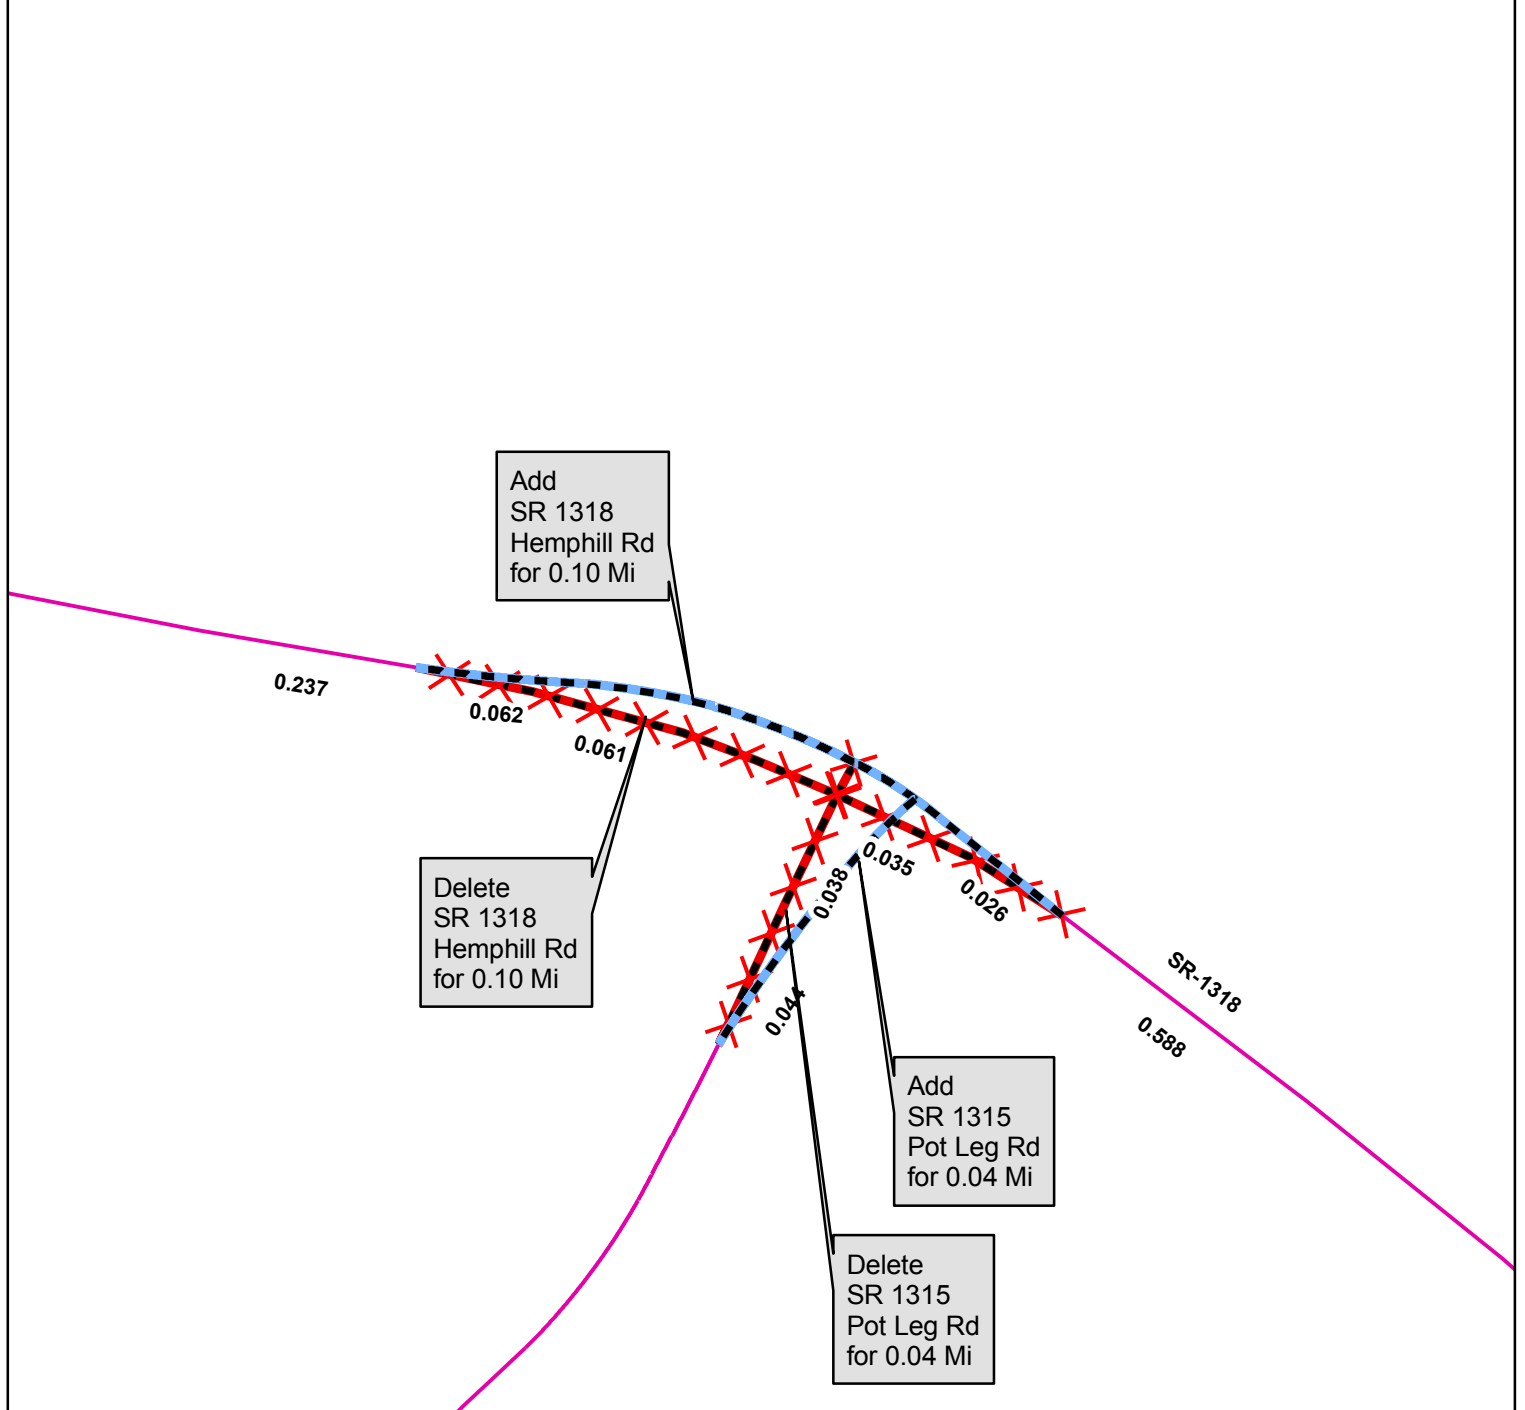 Add
SR 1318
Hemphill Rd
for 0.10 Mi
0.237
0.062
0.061
0.035
0.038
0.026
Delete
SR 1318
Hemphill Rd
for 0.10 Mi
SR-1318
0.588
0.044
Add
SR 1315
Pot Leg Rd
for 0.04 Mi
Delete
SR 1315
Pot Leg Rd
for 0.04 Mi